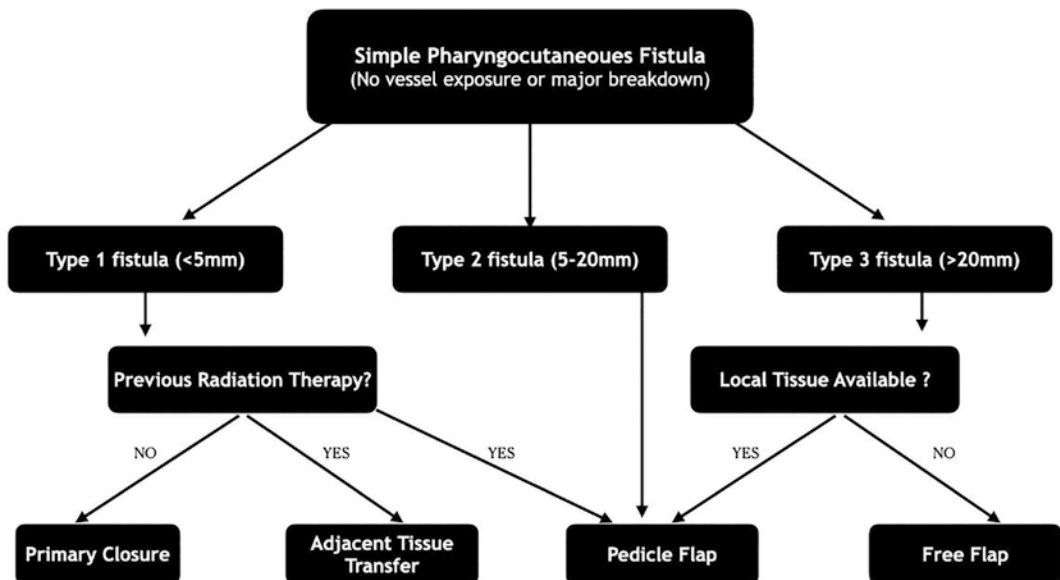 Simple Pharyngocutaneoues Fistula
(No vessel exposure or major breakdown)
Type 1 fistula (<5mm)
Type 2 fistula (5-20mm)
Type 3 fistula (>20mm)
Previous Radiation Therapy?
Local Tissue Available ?
NO
YES
YES
YES
NO
Primary Closure
Adjacent Tissue
Transfer
Pedicle Flap
Free Flap